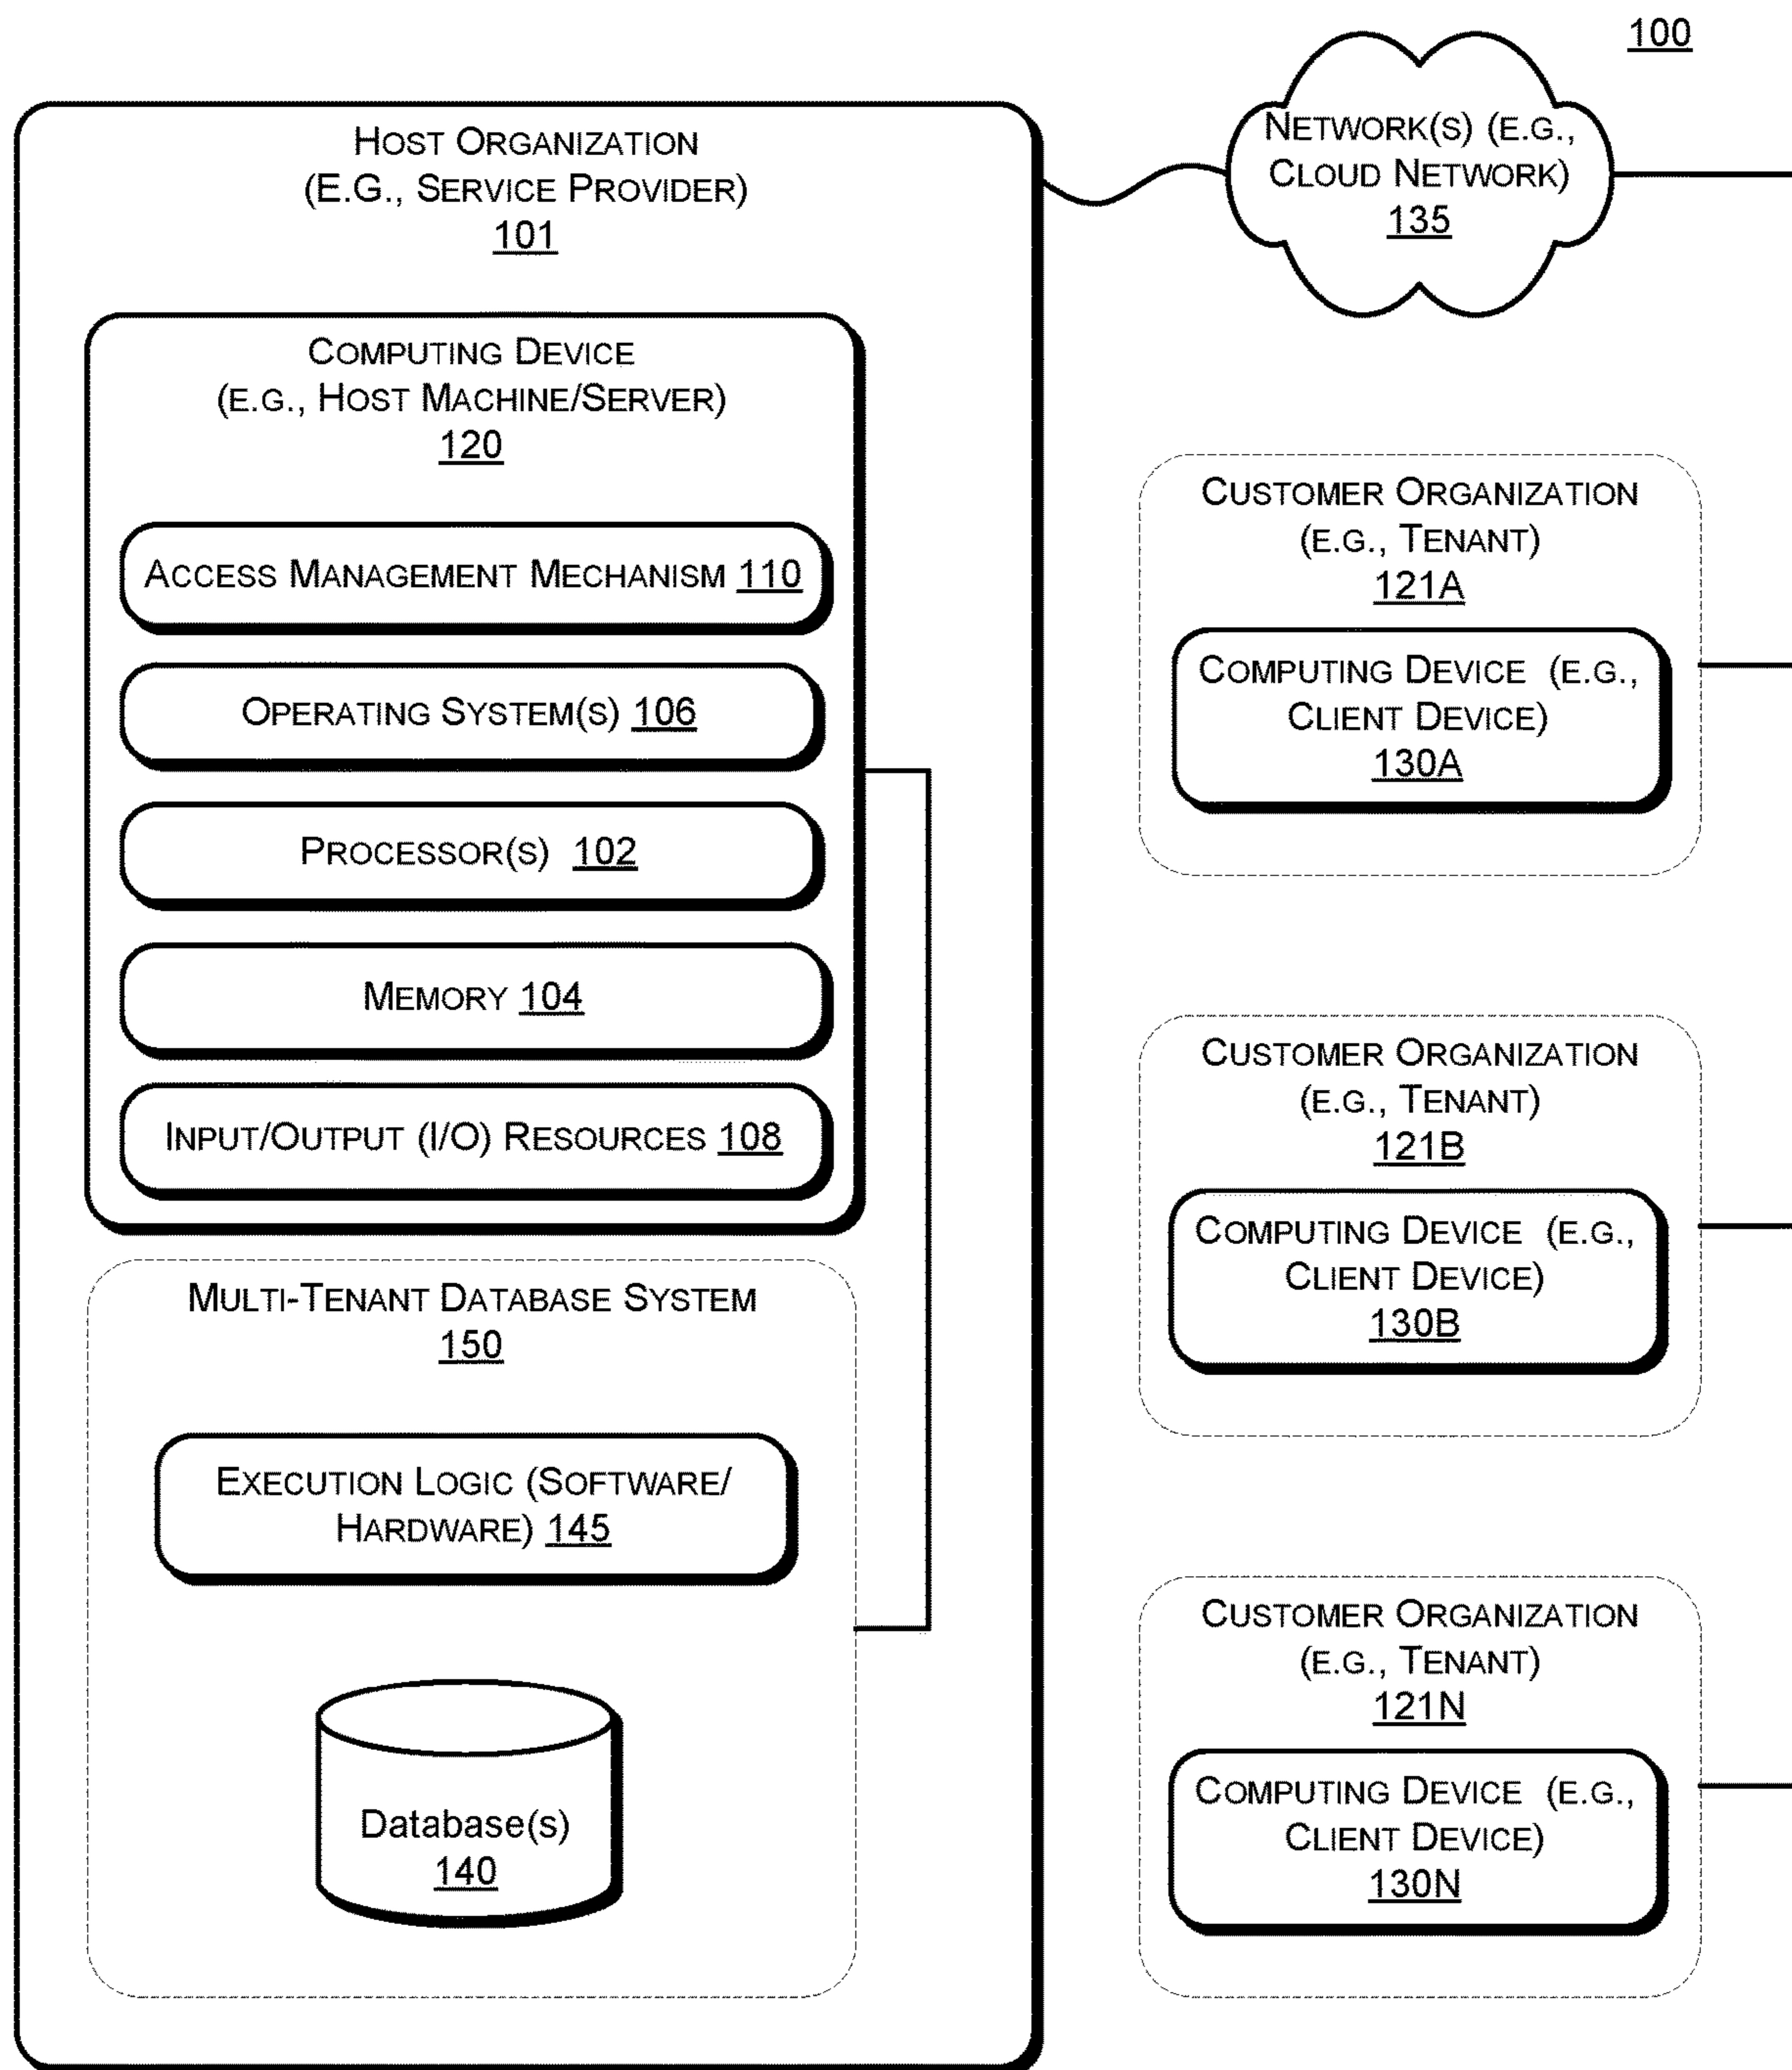 100
HOST ORGANIZATION
(E.G., SERVICE PROVIDER)
101
COMPUTING DEVICE
(E.G., HOST MACHINE/SERVER)
120
ACCESS MANAGEMENT MECHANISM 110
OPERATING SYSTEM(S) 106
PROCESSOR(S) 102
MEMORY 104
INPUT/OUTPUT (I/O) RESOURCES 108
MULTI-TENANT DATABASE SYSTEM
150
EXECUTION LOGIC (SOFTWARE/
HARDWARE) 145
Database(s)
140
NETWORK(S) (E.G.,
CLOUD NETWORK)
135
CUSTOMER ORGANIZATION
(E.G., TENANT)
121A
COMPUTING DEVICE (E.G.,
CLIENT DEVICE)
130A
CUSTOMER ORGANIZATION
(E.G., TENANT)
121B
COMPUTING DEVICE (E.G.,
CLIENT DEVICE)
130B
CUSTOMER ORGANIZATION
(E.G., TENANT)
121N
COMPUTING DEVICE (E.G.,
CLIENT DEVICE)
130N